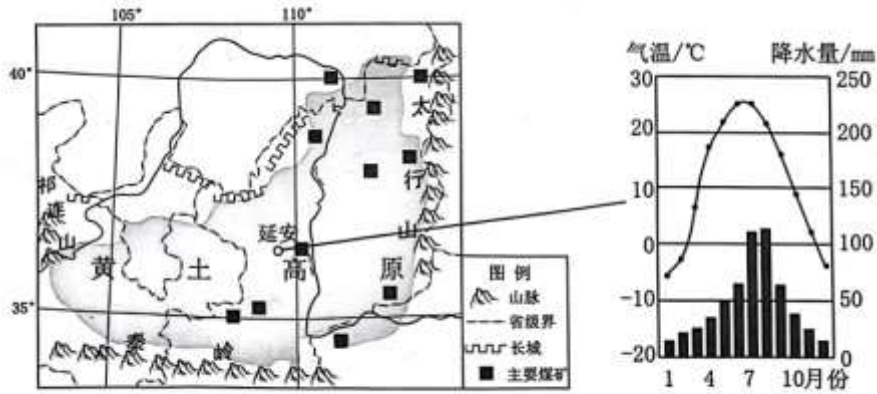 105°
110°
40°
35°
太
行
山
祁
连
山
延安
黄 土 高 原
秦 岭
图 例
山脉
省级界
长城
主要煤矿
气温/℃ 降水量/mm
30 250
20 200
10 150
0 100
-10 50
-20 0
1 4 7 10月份